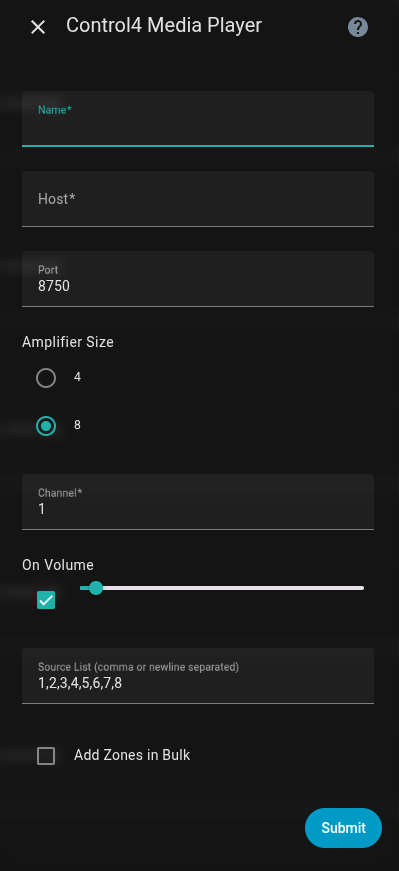 Control4 Media Player
Name*
Host*
Port
8750
Amplifier Size
4
8
Channel*
1
On Volume
Source List (comma or newline separated)
1,2,3,4,5,6,7,8
Add Zones in Bulk
Submit